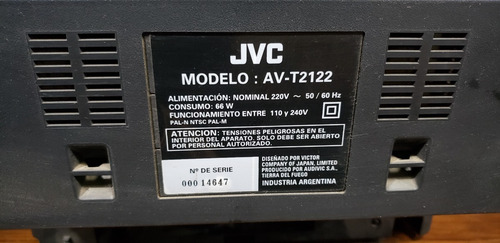 JVC
MODELO : AV-T2122
ALIMENTACIÓN: NOMINAL 220V ~ 50 / 60 Hz
CONSUMO: 66 W
FUNCIONAMIENTO ENTRE 110 y 240V
PAL-N NTSC PAL-M
ATENCION: TENSIONES PELIGROSAS EN EL
INTERIOR DEL APARATO. SOLO DEBE SER ABIERTO
POR PERSONAL AUTORIZADO.
Nº DE SERIE
00014647
DISEÑADO POR VICTOR
COMPANY OF JAPAN, LIMITED
PRODUCIDO POR AUDIVIC S.A.
TIERRA DEL FUEGO
INDUSTRIA ARGENTINA